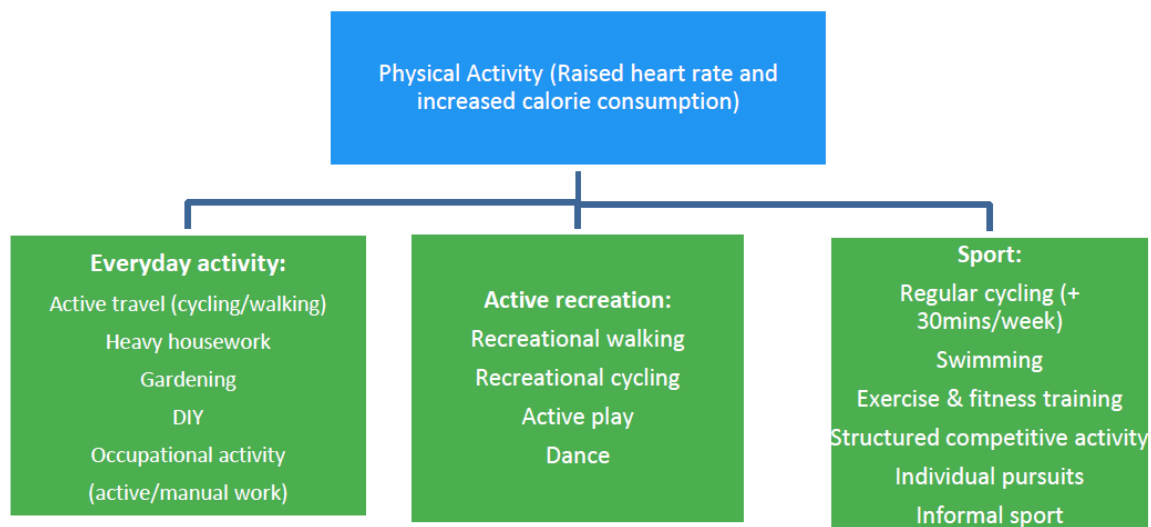 Physical Activity (Raised heart rate and
increased calorie consumption)
Everyday activity:
Active travel (cycling/walking)
Heavy housework
Gardening
DIY
Occupational activity
(active/manual work)
Active recreation:
Recreational walking
Recreational cycling
Active play
Dance
Sport:
Regular cycling (+
30mins/week)
Swimming
Exercise & fitness training
Structured competitive activity
Individual pursuits
Informal sport